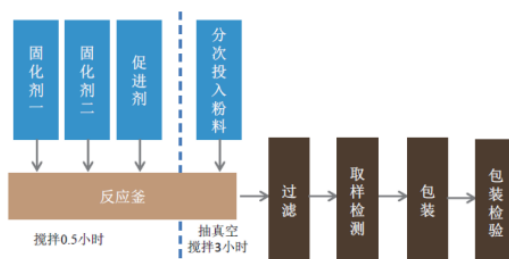 固化剂一
固化剂二
促进剂
分次投入粉料
反应釜
过滤
取样检测
包装
包装检验
搅拌0.5小时
抽真空
搅拌3小时